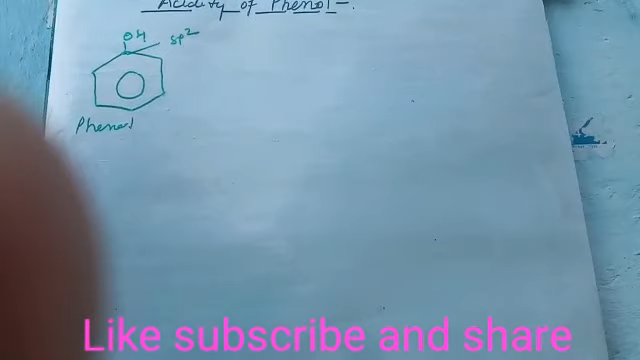 Acidity of Phenol-.
OH
sp²
Phenol
Like subscribe and share